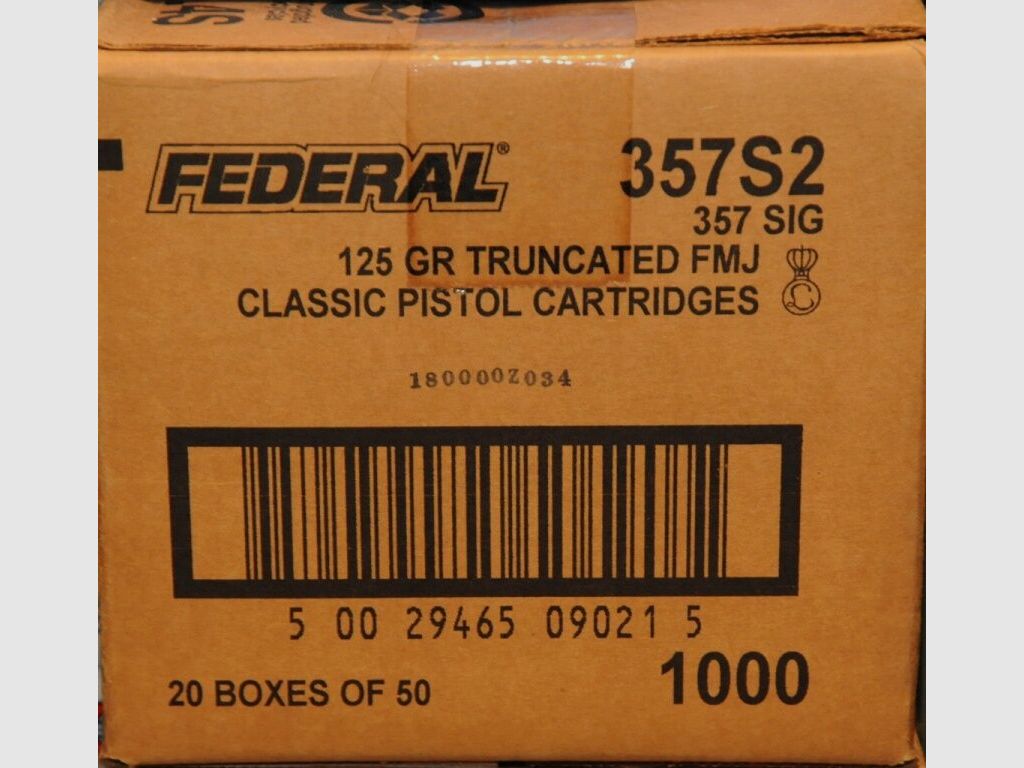 FEDERAL®
357S2
357 SIG
125 GR TRUNCATED FMJ
CLASSIC PISTOL CARTRIDGES
180000Z034
5 00 29465 09021 5
20 BOXES OF 50
1000